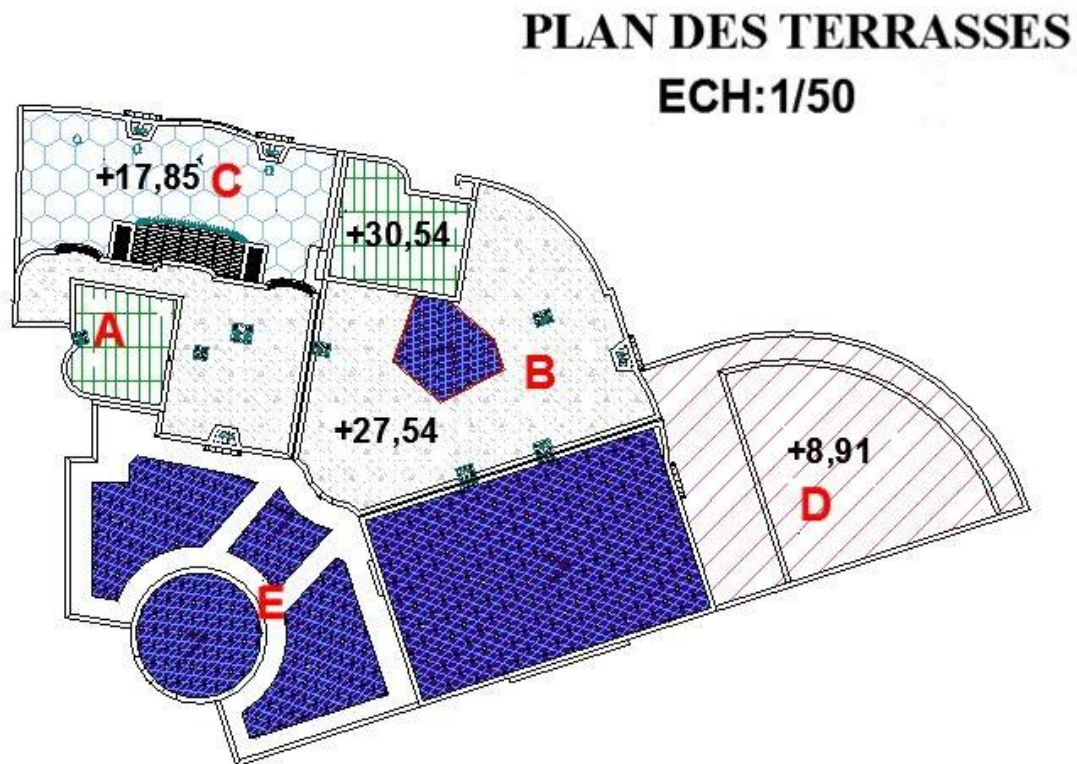 PLAN DES TERRASSES
ECH:1/50
+17,85 C
+30,54
A
B
+27,54
+8,91
D
E